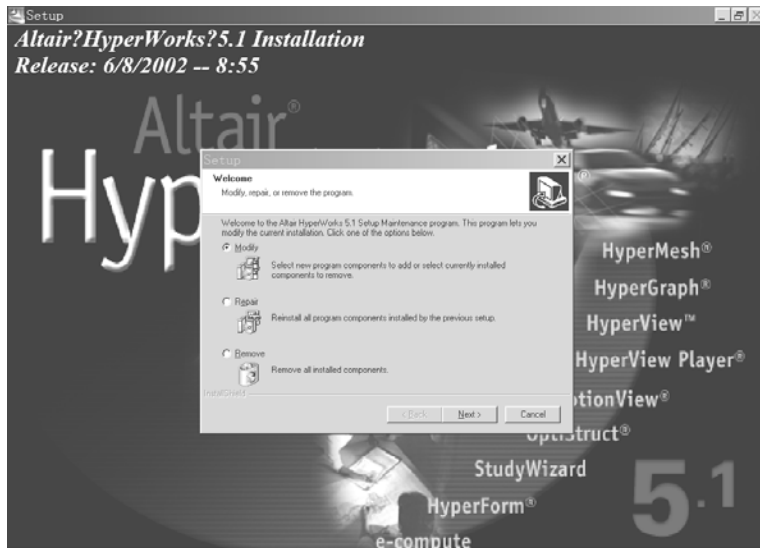 Setup
Altair?HyperWorks?5.1 Installation
Release: 6/8/2002 -- 8:55
Altair®
Hyp
®
Setup
Welcome
Modify, repair, or remove the program.
Welcome to the Altair HyperWorks 5.1 Setup Maintenance program. This program lets you
modify the current installation. Click one of the options below.
Modify
Select new program components to add or select currently installed
components to remove.
Repair
Reinstall all program components installed by the previous setup.
Remove
Remove all installed components.
InstallShield
< Back
Next >
Cancel
HyperMesh®
HyperGraph®
HyperView™
HyperView Player®
otionView®
OptiStruct®
StudyWizard
HyperForm®
e-compute
5.1